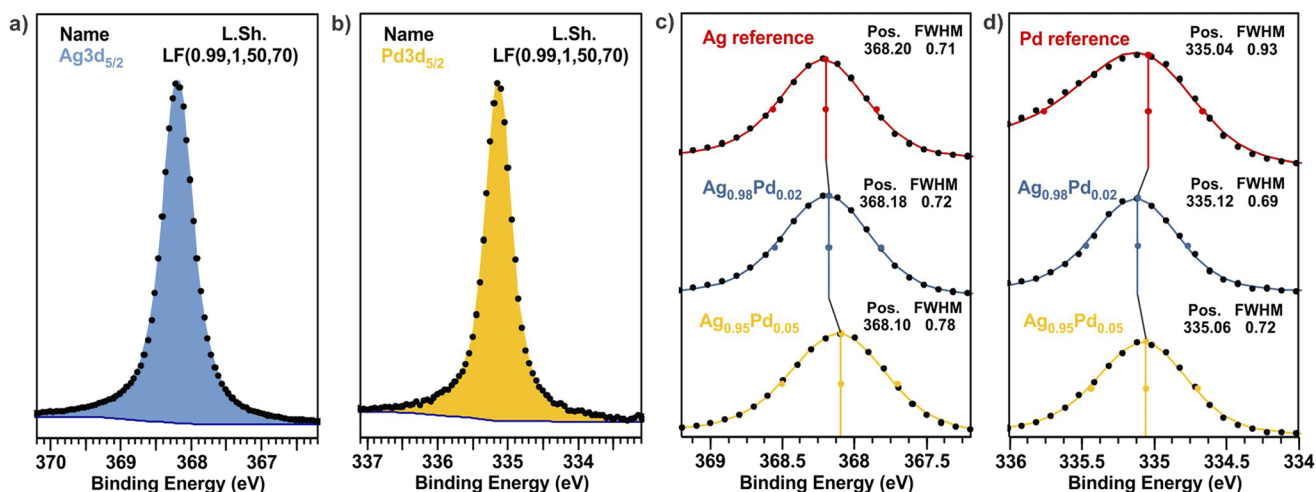 a)
Name L.Sh.
Ag3d5/2 LF(0.99,1,50,70)
370 369 368 367
Binding Energy (eV)
b)
Name L.Sh.
Pd3d5/2 LF(0.99,1,50,70)
337 336 335 334
Binding Energy (eV)
c)
Ag reference
Pos. FWHM
368.20 0.71
Ag0.98Pd0.02
Pos. FWHM
368.18 0.72
Ag0.95Pd0.05
Pos. FWHM
368.10 0.78
369 368.5 368 367.5
Binding Energy (eV)
d)
Pd reference
Pos. FWHM
335.04 0.93
Ag0.98Pd0.02
Pos. FWHM
335.12 0.69
Ag0.95Pd0.05
Pos. FWHM
335.06 0.72
336 335.5 335 334.5 334
Binding Energy (eV)